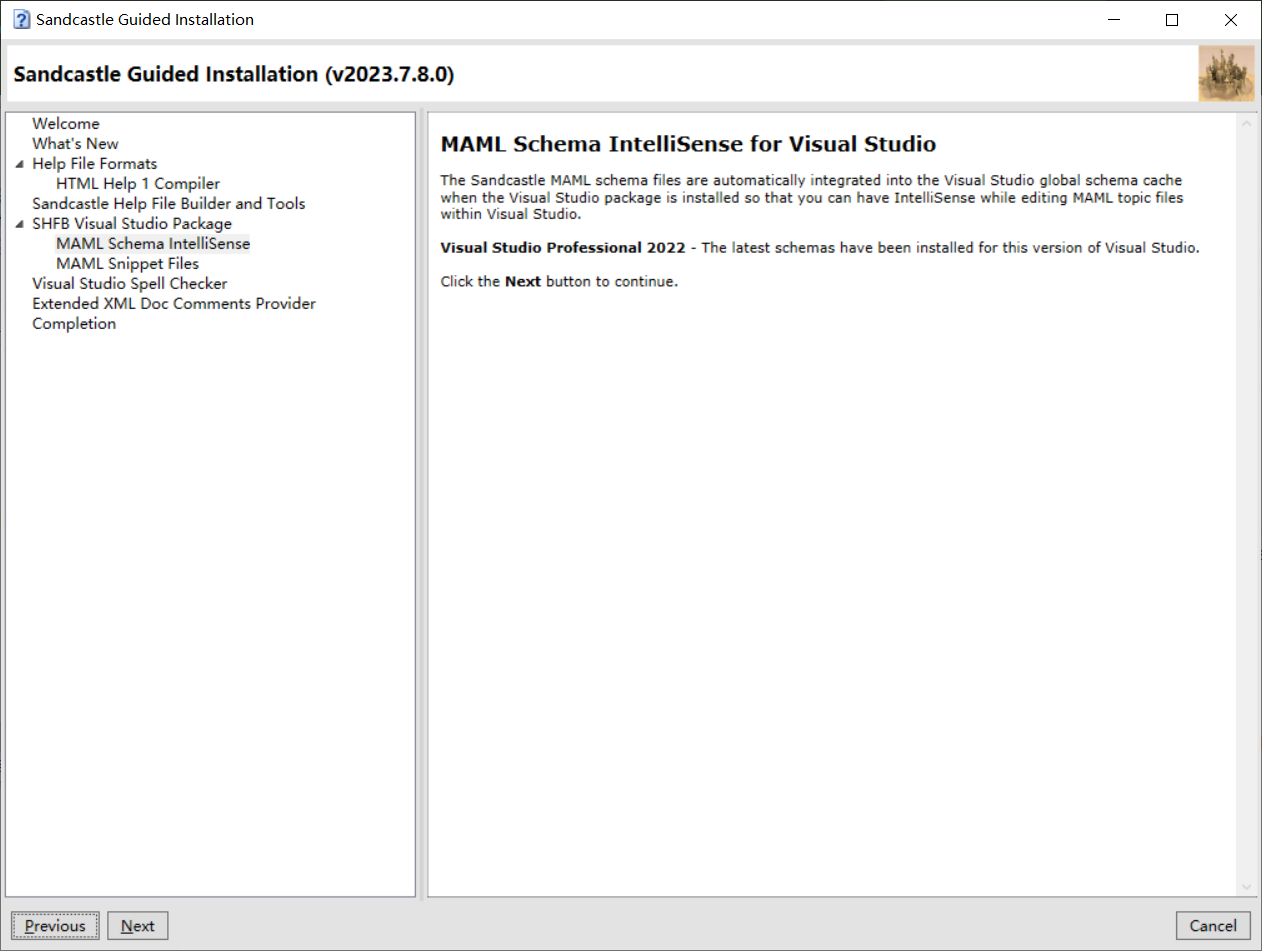 Sandcastle Guided Installation
Sandcastle Guided Installation (v2023.7.8.0)
Welcome
What's New
Help File Formats
HTML Help 1 Compiler
Sandcastle Help File Builder and Tools
SHFB Visual Studio Package
MAML Schema IntelliSense
MAML Snippet Files
Visual Studio Spell Checker
Extended XML Doc Comments Provider
Completion
MAML Schema IntelliSense for Visual Studio
The Sandcastle MAML schema files are automatically integrated into the Visual Studio global schema cache
when the Visual Studio package is installed so that you can have IntelliSense while editing MAML topic files
within Visual Studio.
Visual Studio Professional 2022 - The latest schemas have been installed for this version of Visual Studio.
Click the Next button to continue.
Previous
Next
Cancel